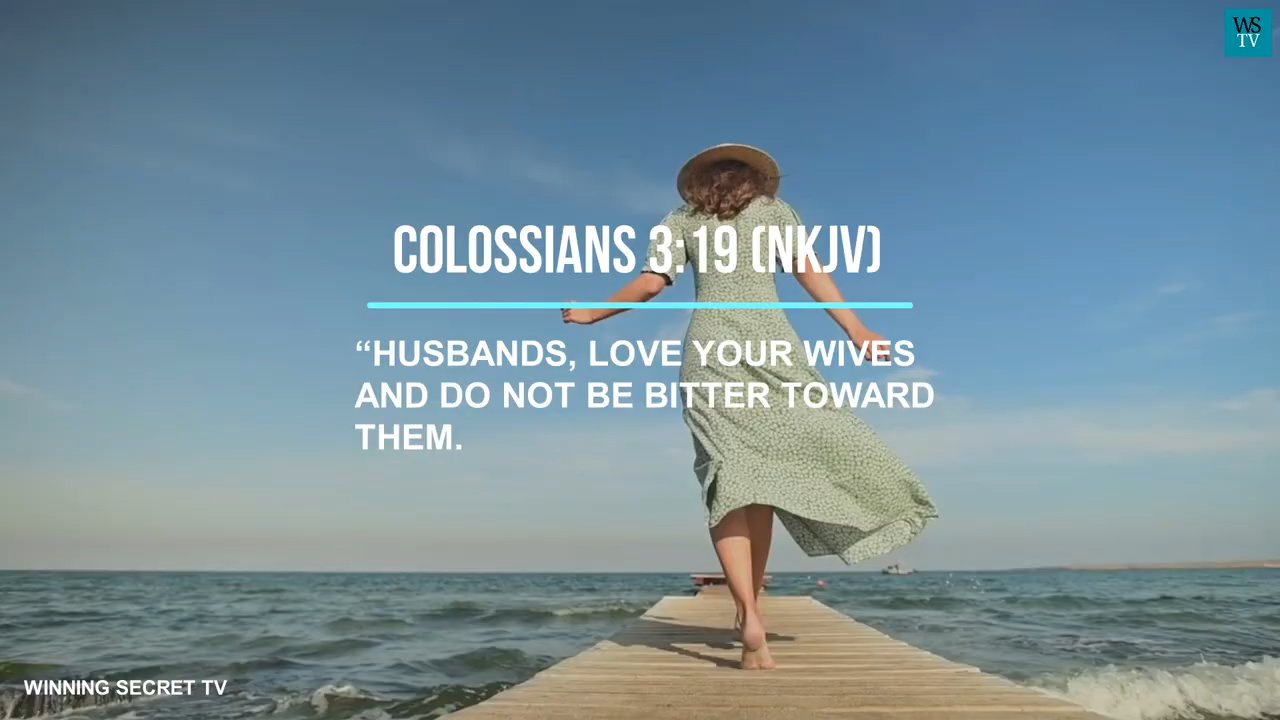 WS
TV
COLOSSIANS 3:19 (NKJV)
“HUSBANDS, LOVE YOUR WIVES
AND DO NOT BE BITTER TOWARD
THEM.
WINNING SECRET TV